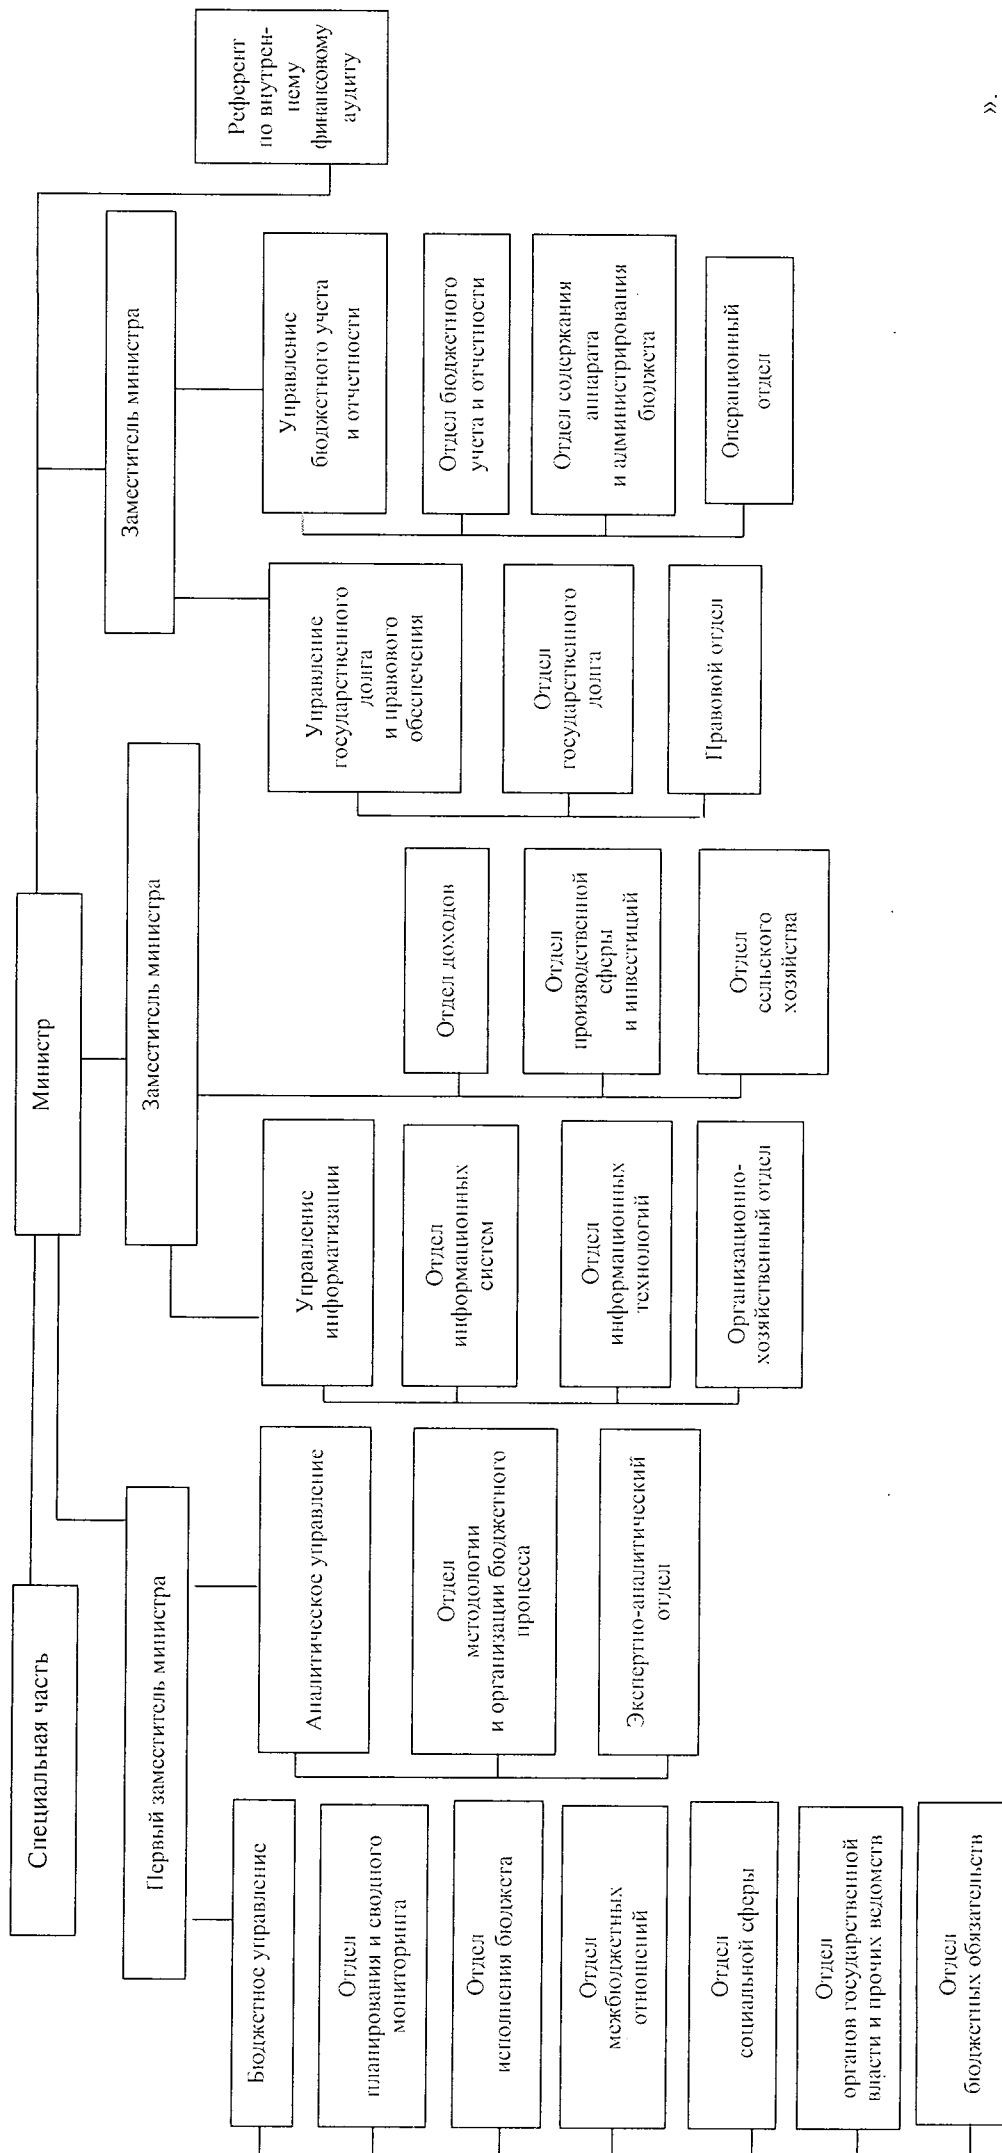 Министр
Специальная часть
Референт
по внутрен-
нему
финансовому
аудиту
Первый заместитель министра
Заместитель министра
Заместитель министра
Бюджетное управление
Отдел
планирования и сводного
мониторинга
Отдел
исполнения бюджета
Отдел
межбюджетных
отношений
Отдел
социальной сферы
Отдел
органов государственной
власти и прочих ведомств
Отдел
бюджетных обязательств
Аналитическое управление
Отдел
методологии
и организации бюджетного
процесса
Экспертно-аналитический
отдел
Управление
информатизации
Отдел
информационных
систем
Отдел
информационных
технологий
Организационно-
хозяйственный отдел
Отдел доходов
Отдел
производственной
сферы
и инвестиций
Отдел
сельского
хозяйства
Управление
государственного
долга
и правового
обеспечения
Отдел
государственного
долга
Правовой отдел
Управление
бюджетного учета
и отчетности
Отдел бюджетного
учета и отчетности
Отдел содержания
аппарата
и администрирования
бюджета
Операционный
отдел
».